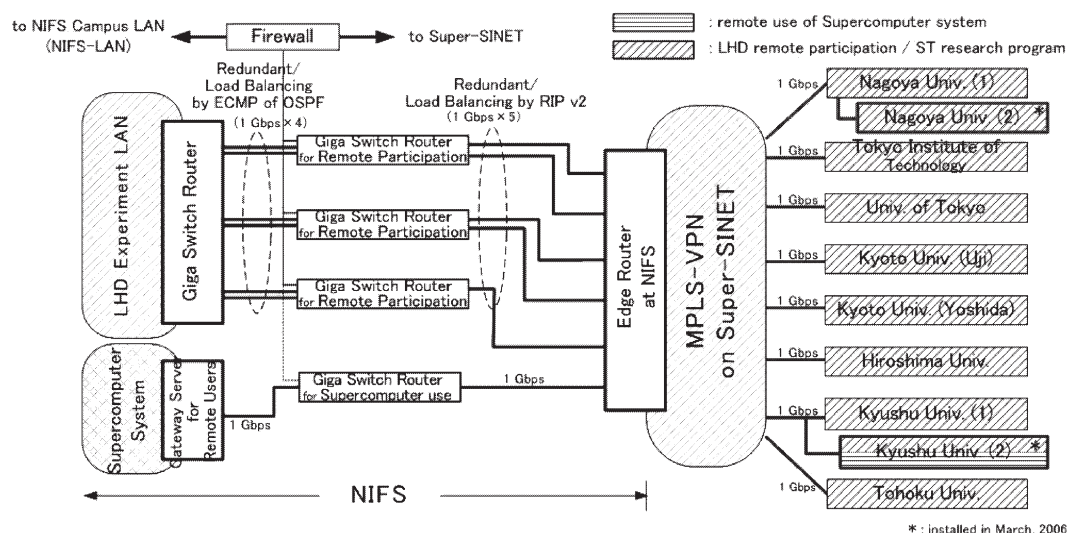 to NIFS Campus LAN
(NIFS-LAN)
Firewall
to Super-SINET
: remote use of Supercomputer system
: LHD remote participation / ST research program
Redundant/
Load Balancing
by ECMP of OSPF
(1 Gbps × 4)
Redundant/
Load Balancing by RIP v2
(1 Gbps × 5)
LHD Experiment LAN
Giga Switch Router
Giga Switch Router
for Remote Participation
Giga Switch Router
for Remote Participation
Giga Switch Router
for Remote Participation
Supercomputer
System
Gateway Server
for
Remote Users
1 Gbps
Giga Switch Router
for Supercomputer use
1 Gbps
Edge Router
at NIFS
MPLS-VPN
on Super-SINET
1 Gbps
Nagoya Univ. (1)
Nagoya Univ. (2) *
1 Gbps
Tokyo Institute of
Technology
1 Gbps
Univ. of Tokyo
1 Gbps
Kyoto Univ. (Uji)
1 Gbps
Kyoto Univ. (Yoshida)
1 Gbps
Hiroshima Univ.
1 Gbps
Kyushu Univ. (1)
Kyushu Univ. (2) *
1 Gbps
Tohoku Univ.
NIFS
* : installed in March, 2006